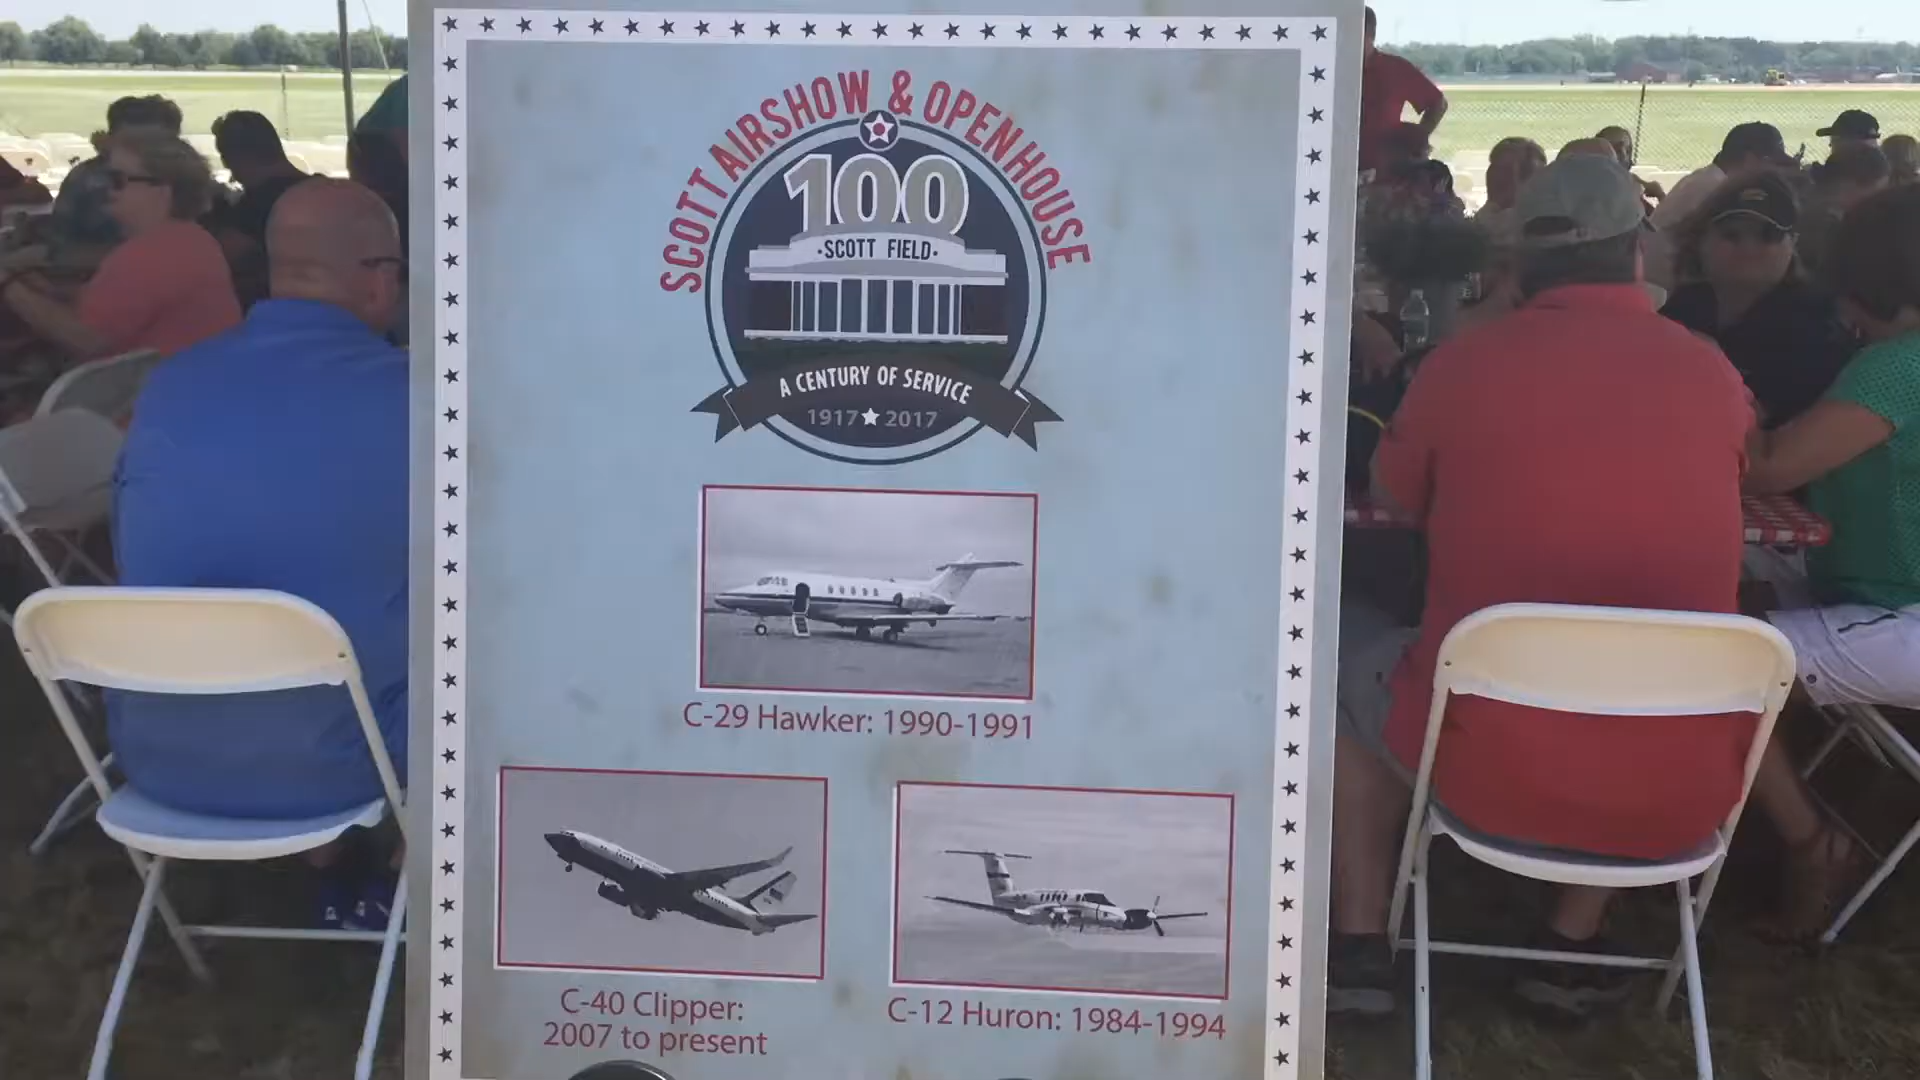 SCOTT AIRSHOW & OPENHOUSE
100
·SCOTT FIELD·
A CENTURY OF SERVICE
1917★2017
C-29 Hawker: 1990-1991
C-40 Clipper:
2007 to present
C-12 Huron: 1984-1994